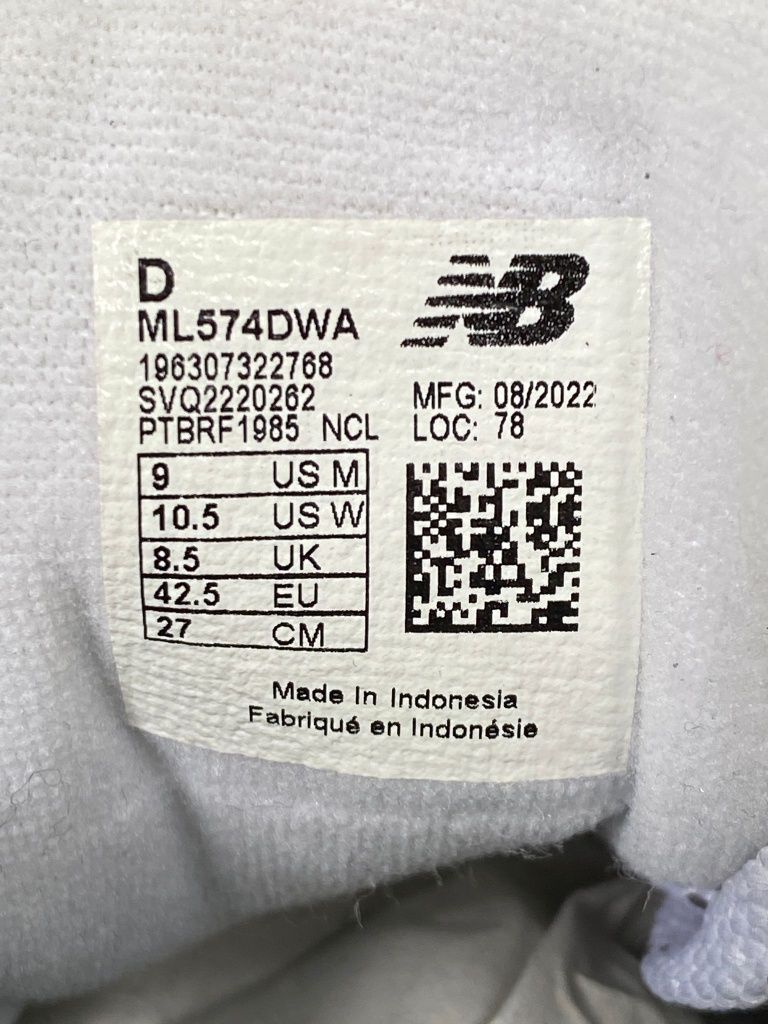 D
NB
ML574DWA
196307322768
SVQ2220262
MFG: 08/2022
PTBRF1985 NCL
LOC: 78
9 US M
10.5 US W
8.5 UK
42.5 EU
27 CM
Made In Indonesia
Fabriqué en Indonésie